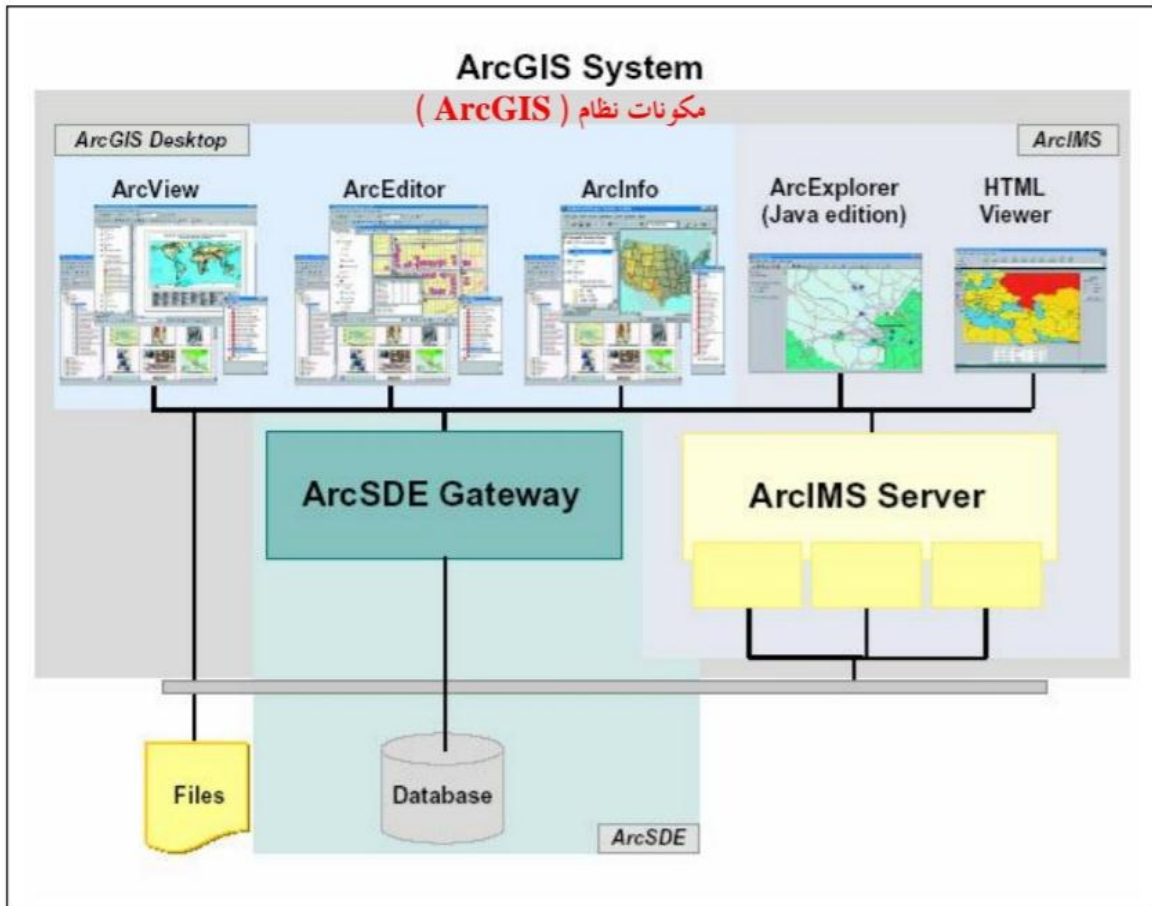 ArcGIS System
مكونات نظام ( ArcGIS )
ArcGIS Desktop
ArcIMS
ArcView
ArcEditor
ArcInfo
ArcExplorer
(Java edition)
HTML
Viewer
ArcSDE Gateway
ArcIMS Server
Files
Database
ArcSDE